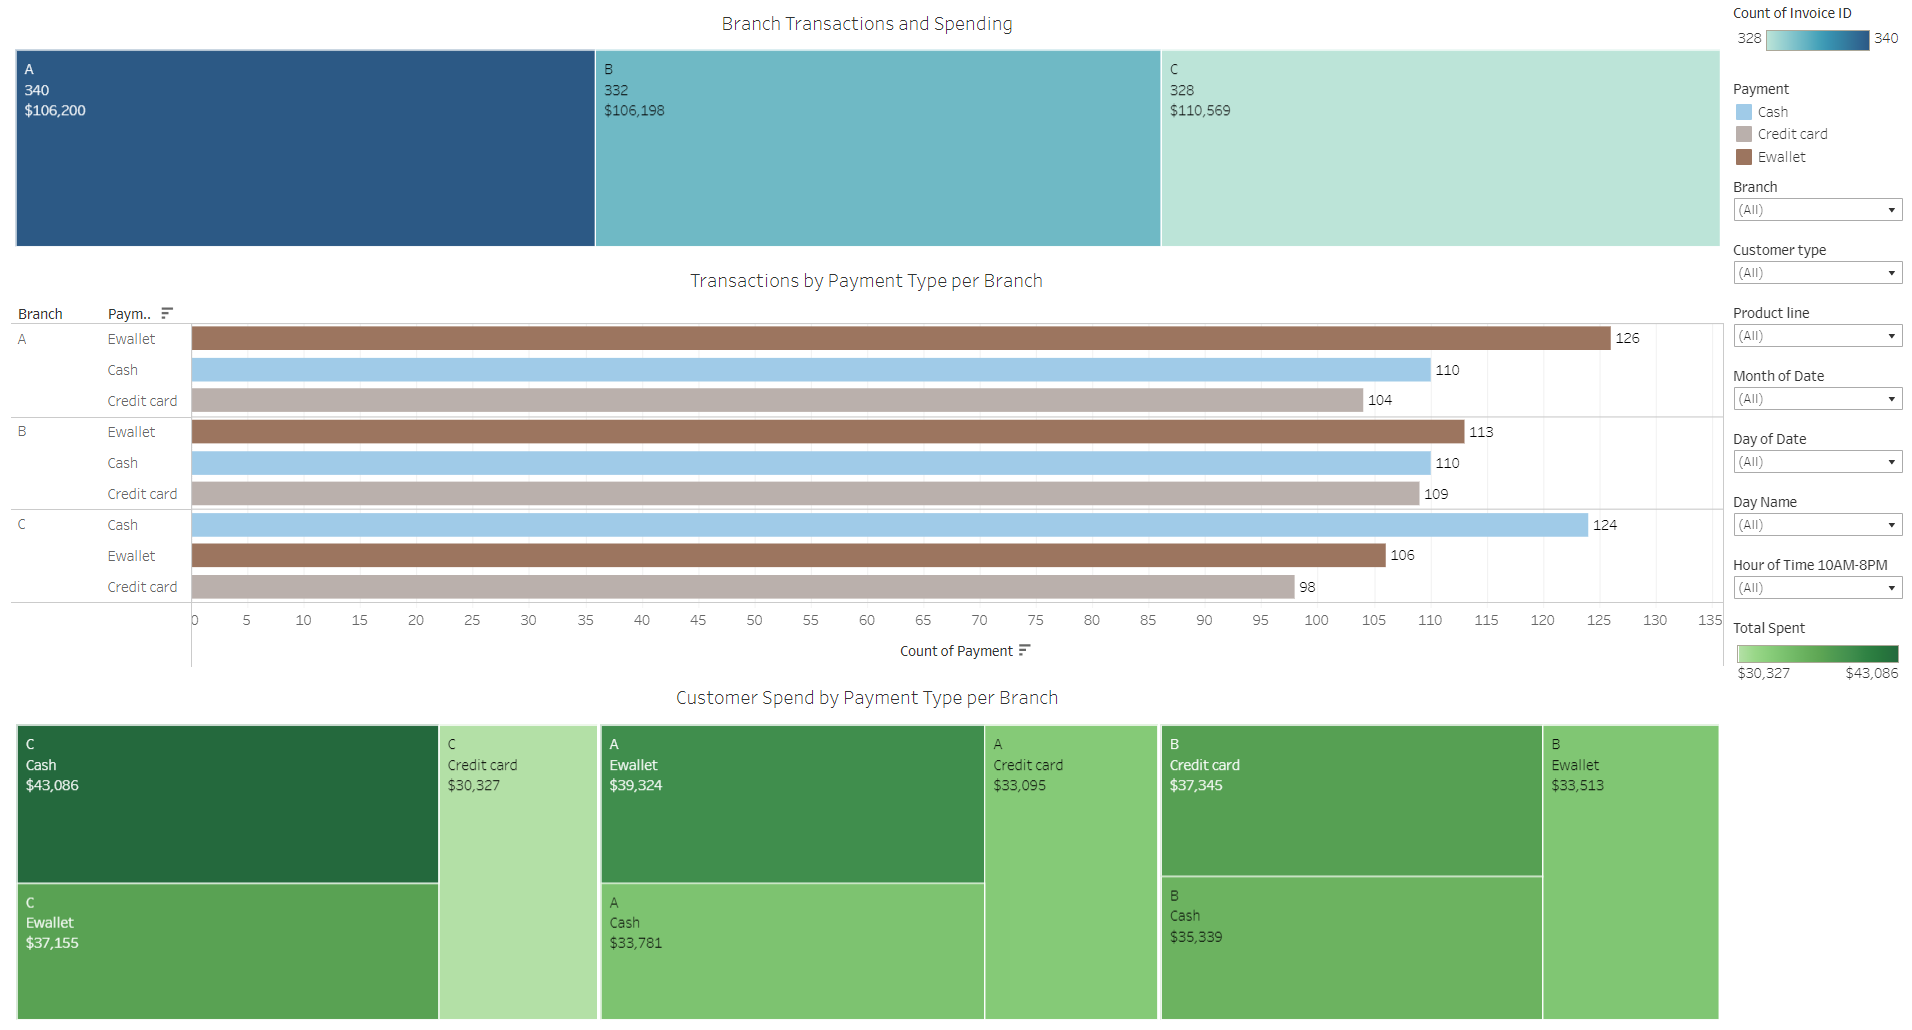 Branch Transactions and Spending
A
340
$106,200
B
332
$106,198
C
328
$110,569
Transactions by Payment Type per Branch
Branch Paym..
A Ewallet 126
Cash 110
Credit card 104
B Ewallet 113
Cash 110
Credit card 109
C Cash 124
Ewallet 106
Credit card 98
0 5 10 15 20 25 30 35 40 45 50 55 60 65 70 75 80 85 90 95 100 105 110 115 120 125 130 135
Count of Payment
Customer Spend by Payment Type per Branch
C
Cash
$43,086
C
Ewallet
$37,155
C
Credit card
$30,327
A
Ewallet
$39,324
A
Cash
$33,781
A
Credit card
$33,095
B
Credit card
$37,345
B
Cash
$35,339
B
Ewallet
$33,513
Count of Invoice ID
328 340
Payment
Cash
Credit card
Ewallet
Branch
(All)
Customer type
(All)
Product line
(All)
Month of Date
(All)
Day of Date
(All)
Day Name
(All)
Hour of Time 10AM-8PM
(All)
Total Spent
$30,327 $43,086